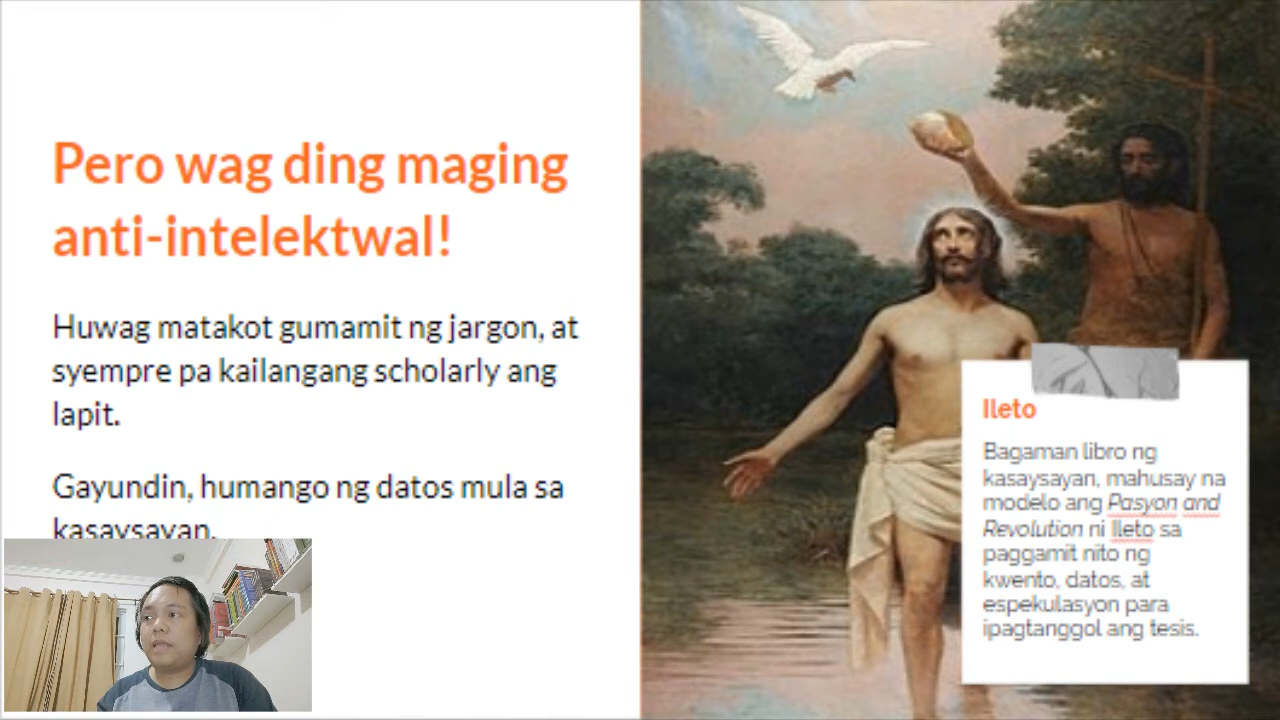 Pero wag ding maging
anti-intelektwal!
Huwag matakot gumamit ng jargon, at
syempre pa kailangang scholarly ang
lapit.
Gayundin, humango ng datos mula sa
kasaysayan.
Ileto
Bagaman libro ng
kasaysayan, mahusay na
modelo ang Pasyon and
Revolution ni Ileto sa
paggamit nito ng
kwento, datos, at
espekulasyon para
ipagtanggol ang tesis.